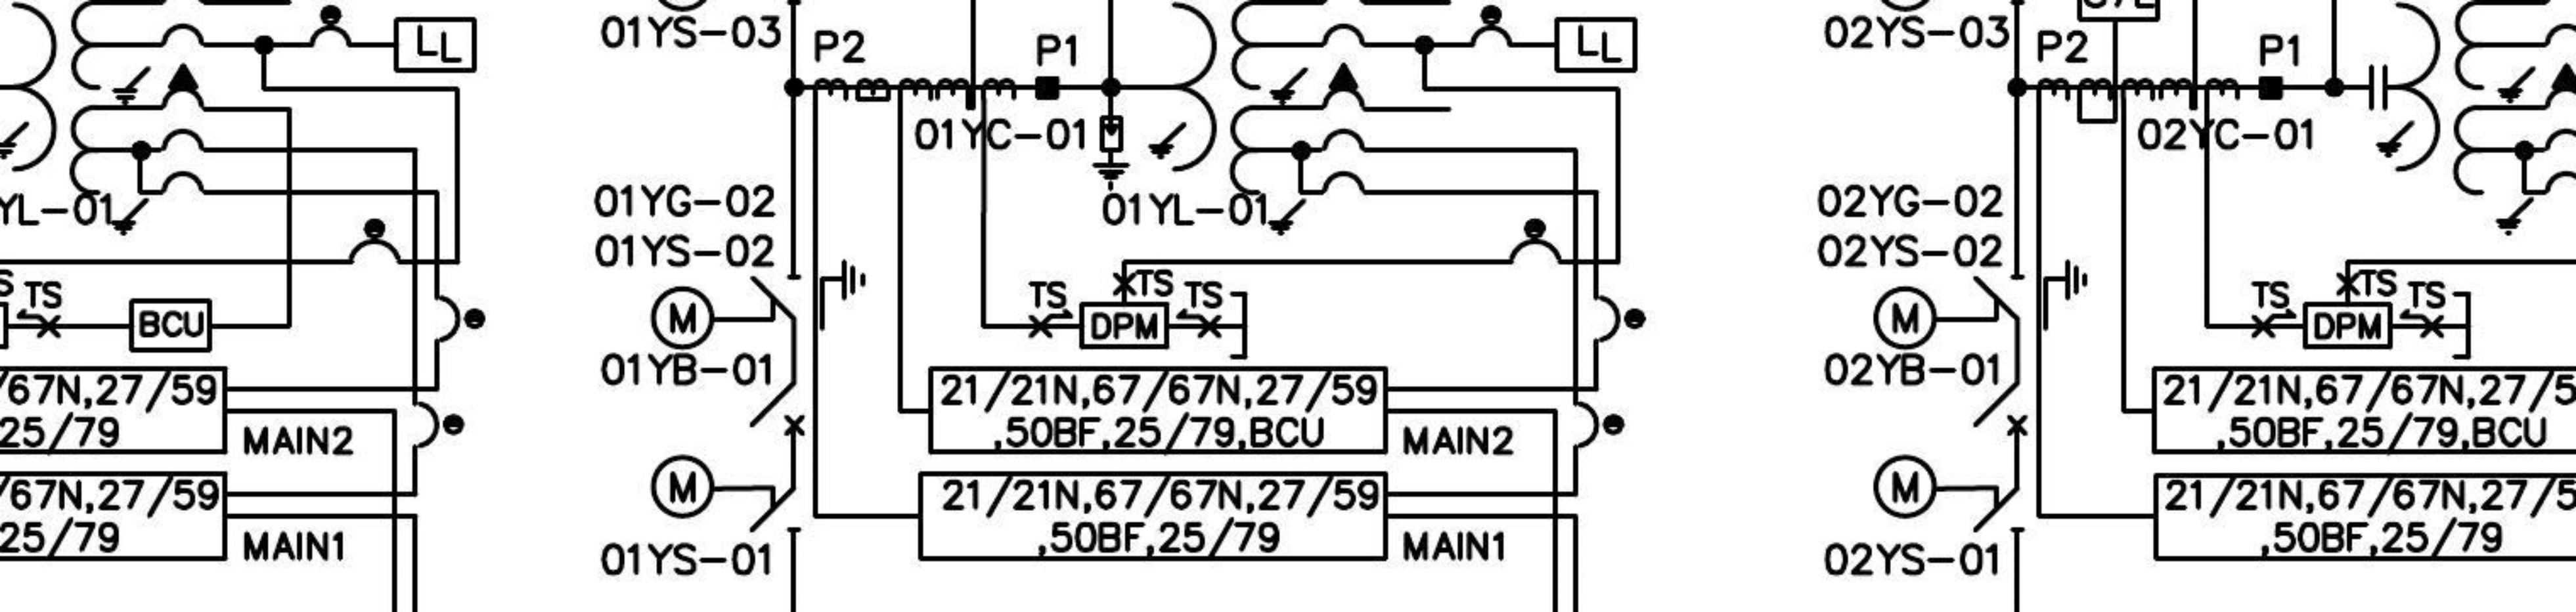 LL
YL-01
S TS
BCU
/67N,27/59
25/79
MAIN2
/67N,27/59
25/79
MAIN1
01YS-03
P2
P1
LL
01YC-01
01YG-02
01YS-02
01YL-01
M
TS
TS
TS
DPM
01YB-01
21/21N,67/67N,27/59
,50BF,25/79,BCU
MAIN2
M
21/21N,67/67N,27/59
,50BF,25/79
MAIN1
01YS-01
02YS-03
P2
P1
02YC-01
02YG-02
02YS-02
M
TS
TS
TS
DPM
02YB-01
21/21N,67/67N,27/5
,50BF,25/79,BCU
M
21/21N,67/67N,27/5
,50BF,25/79
02YS-01